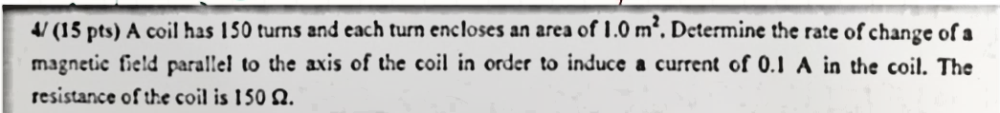 4/ (15 pts) A coil has 150 turns and each turn encloses an area of 1.0 m². Determine the rate of change of a
magnetic field parallel to the axis of the coil in order to induce a current of 0.1 A in the coil. The
resistance of the coil is 150 Ω.